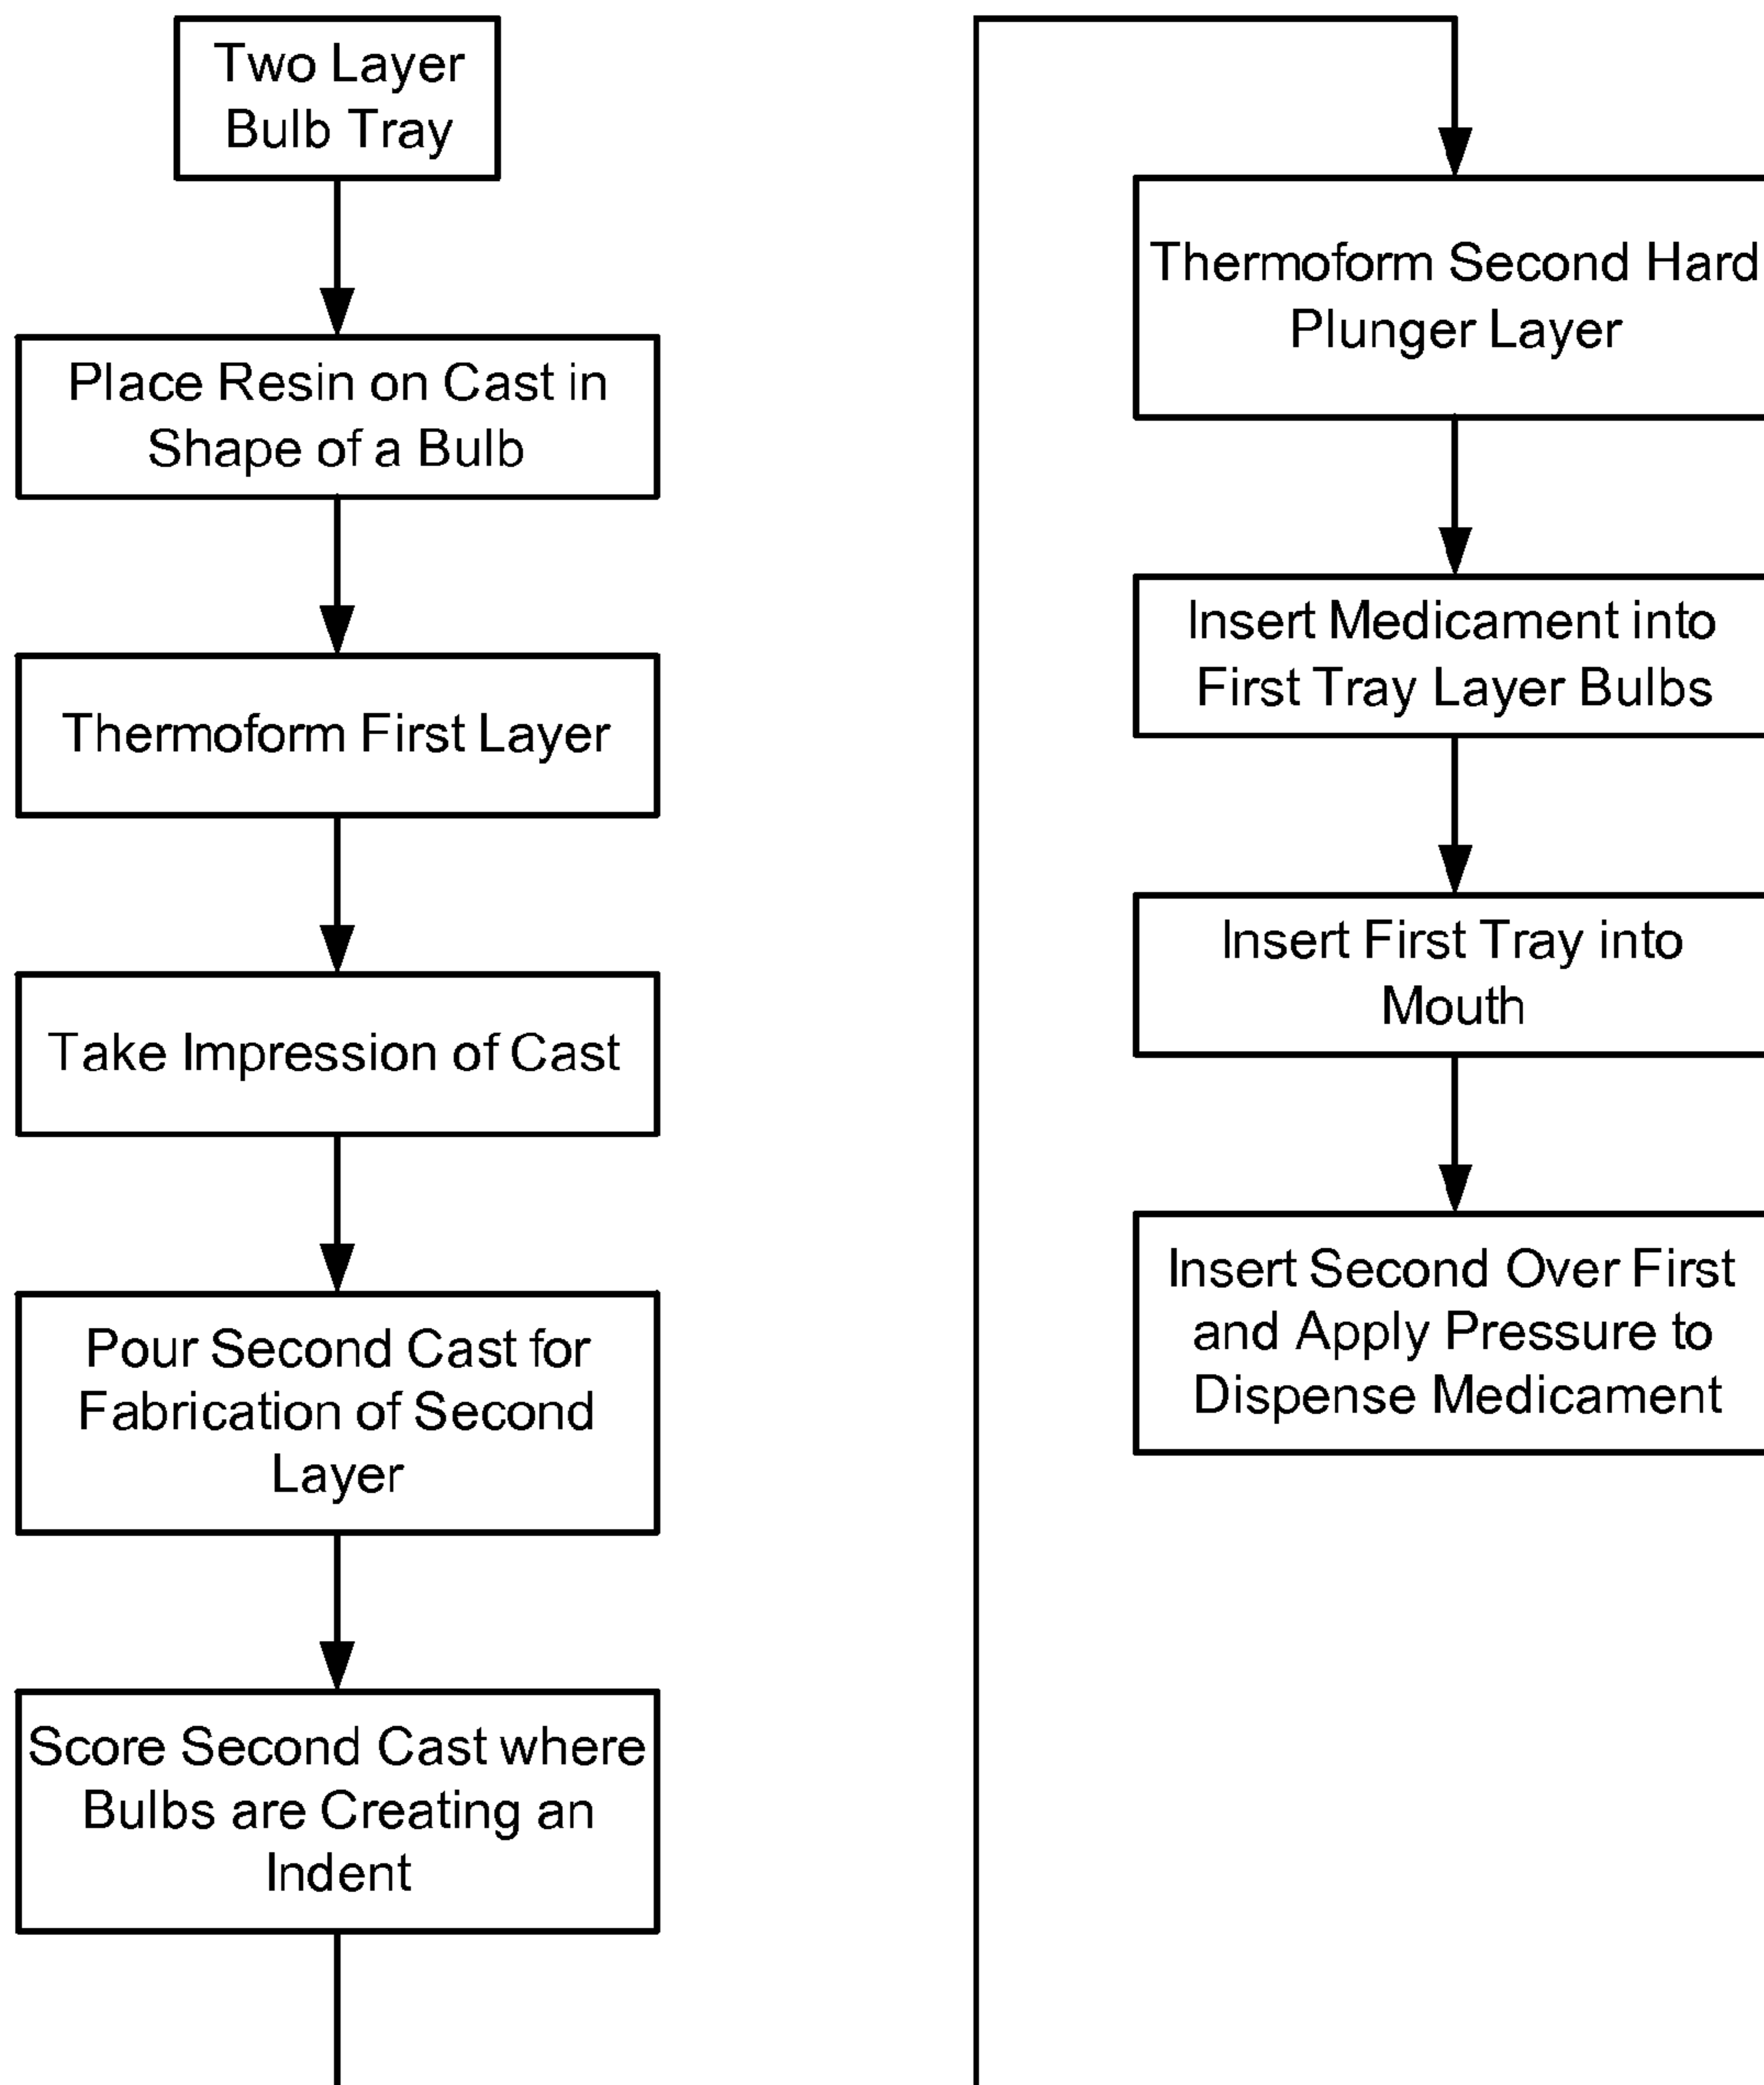 Two Layer
Bulb Tray
Place Resin on Cast in
Shape of a Bulb
Thermoform First Layer
Take Impression of Cast
Pour Second Cast for
Fabrication of Second
Layer
Score Second Cast where
Bulbs are Creating an
Indent
Thermoform Second Hard
Plunger Layer
Insert Medicament into
First Tray Layer Bulbs
Insert First Tray into
Mouth
Insert Second Over First
and Apply Pressure to
Dispense Medicament